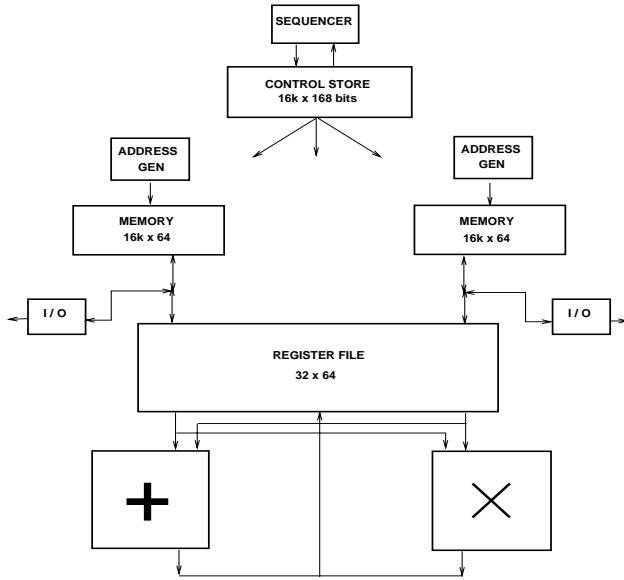 SEQUENCER
CONTROL STORE
16k x 168 bits
ADDRESS
GEN
ADDRESS
GEN
MEMORY
16k x 64
MEMORY
16k x 64
I / O
I / O
REGISTER FILE
32 x 64